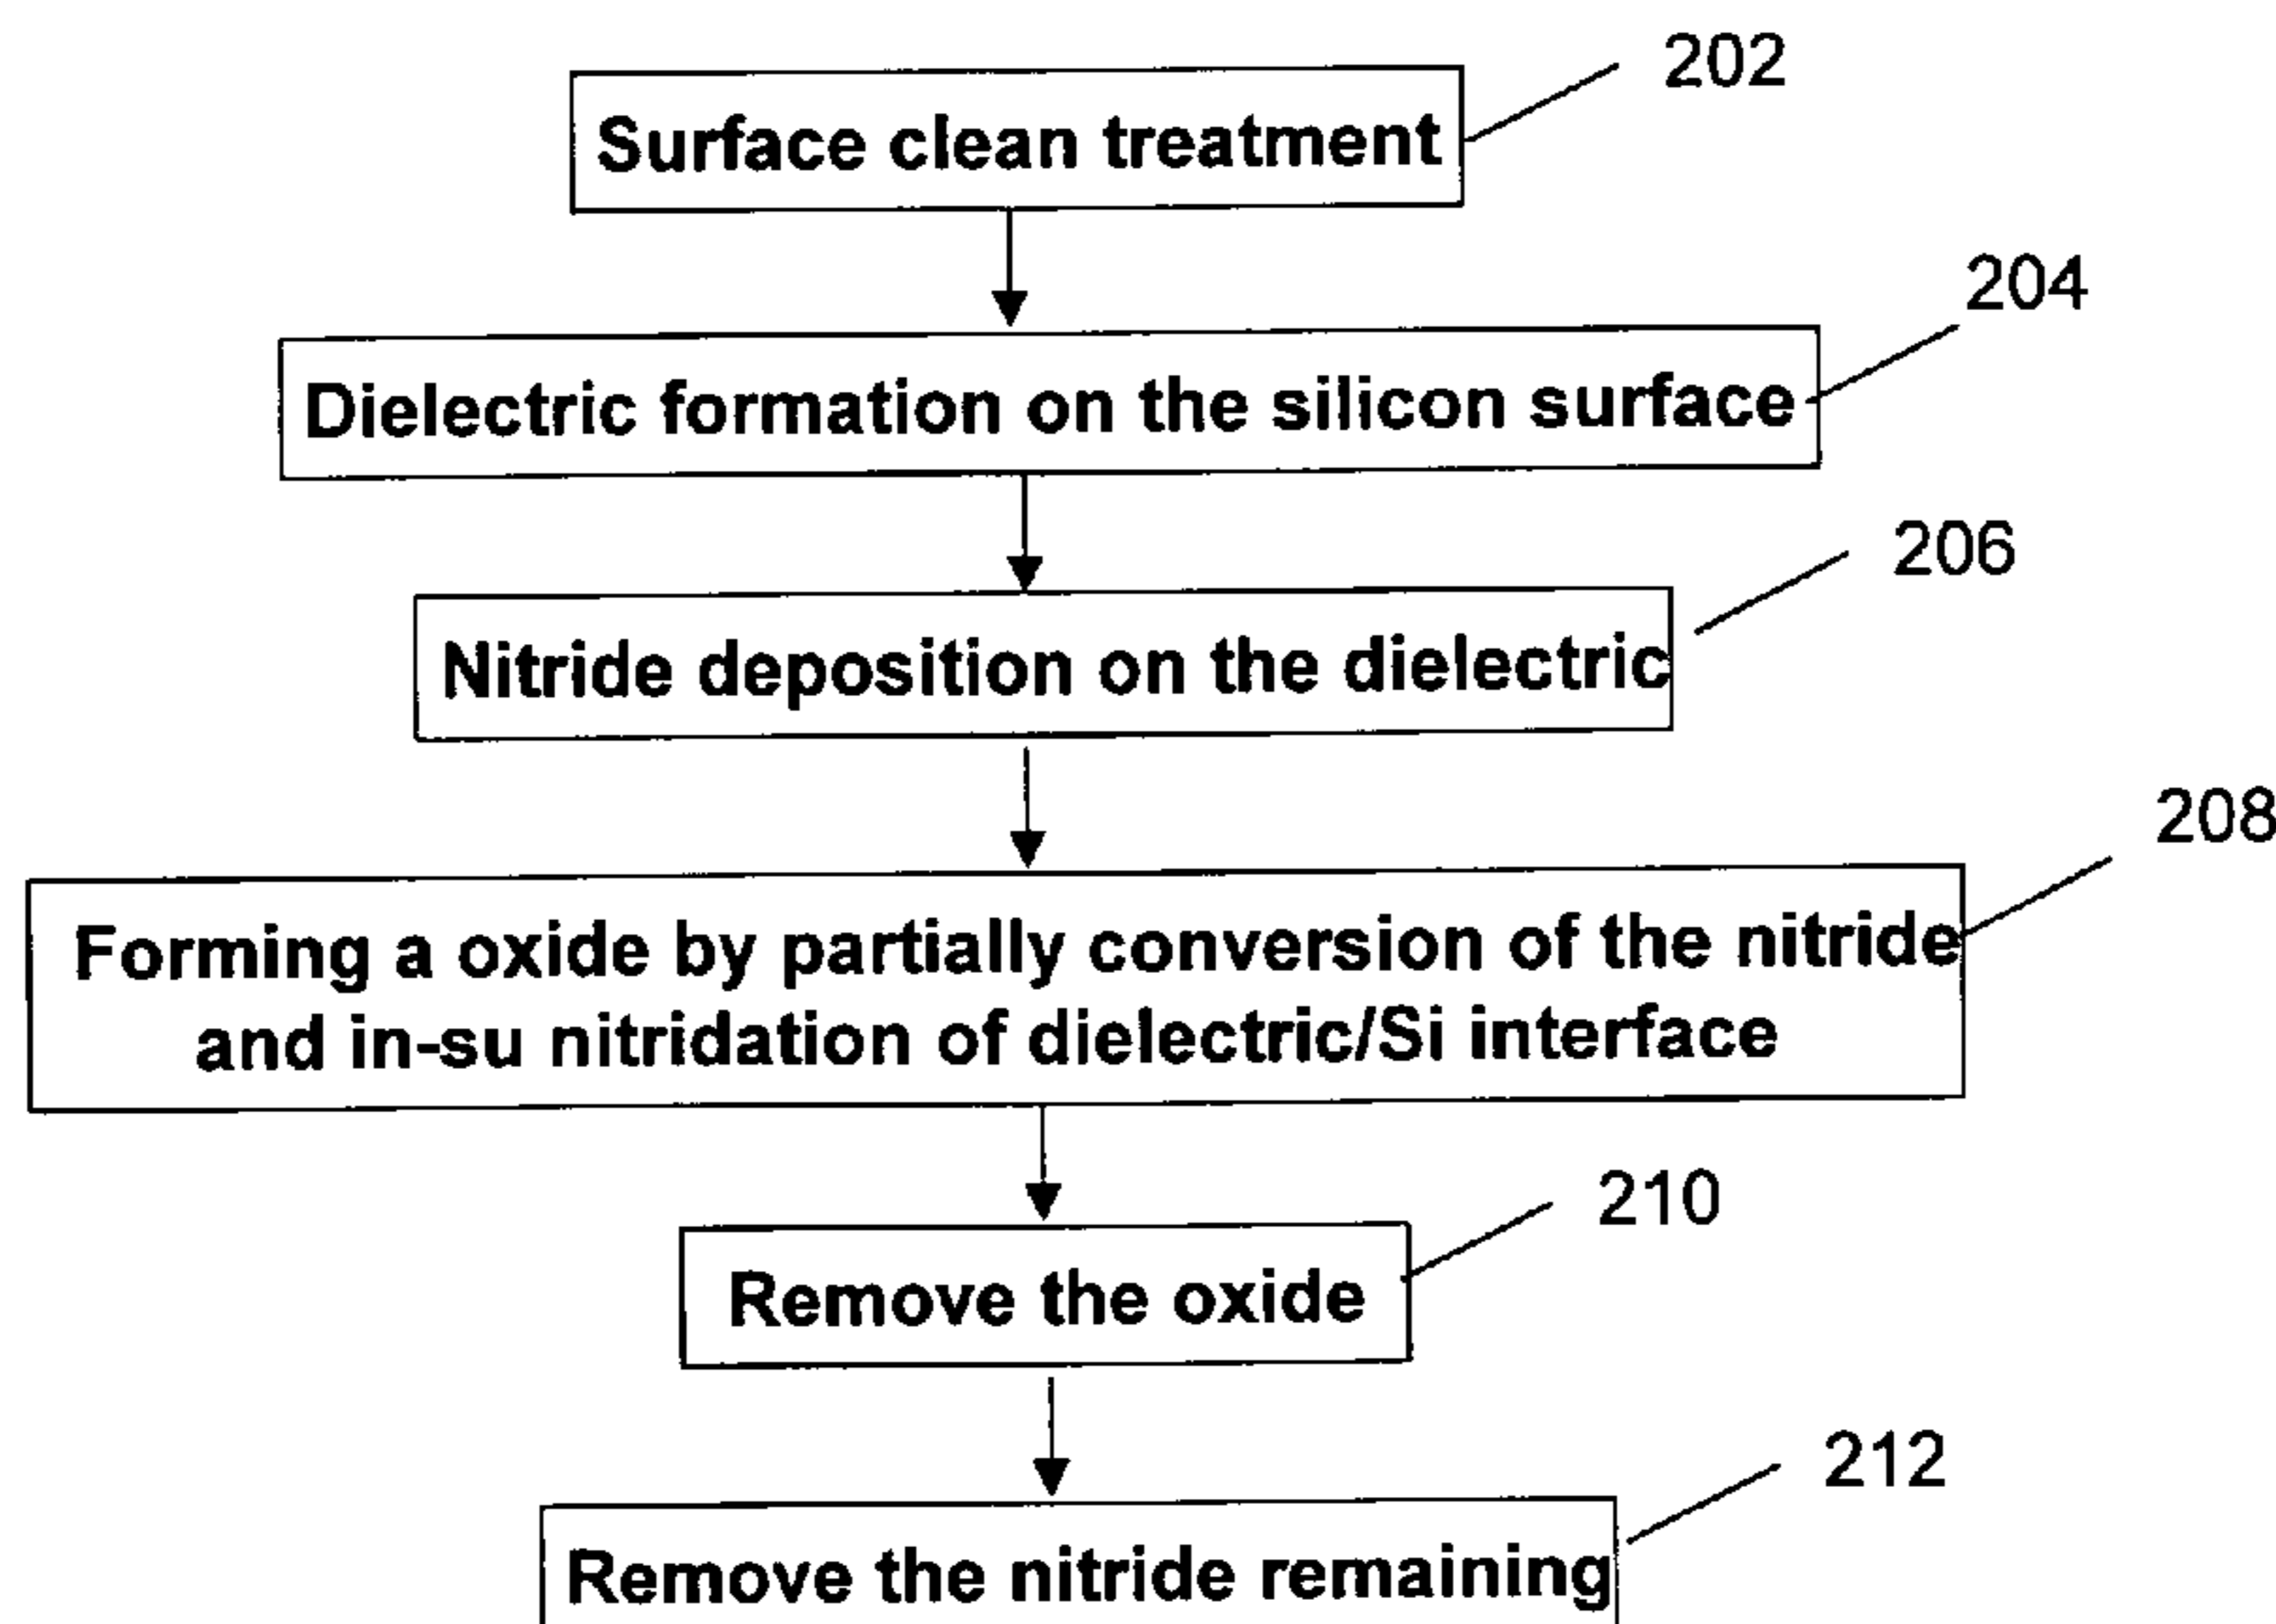 202
Surface clean treatment
204
Dielectric formation on the silicon surface
206
Nitride deposition on the dielectric
208
Forming a oxide by partially conversion of the nitride
and in-su nitridation of dielectric/Si interface
210
Remove the oxide
212
Remove the nitride remaining